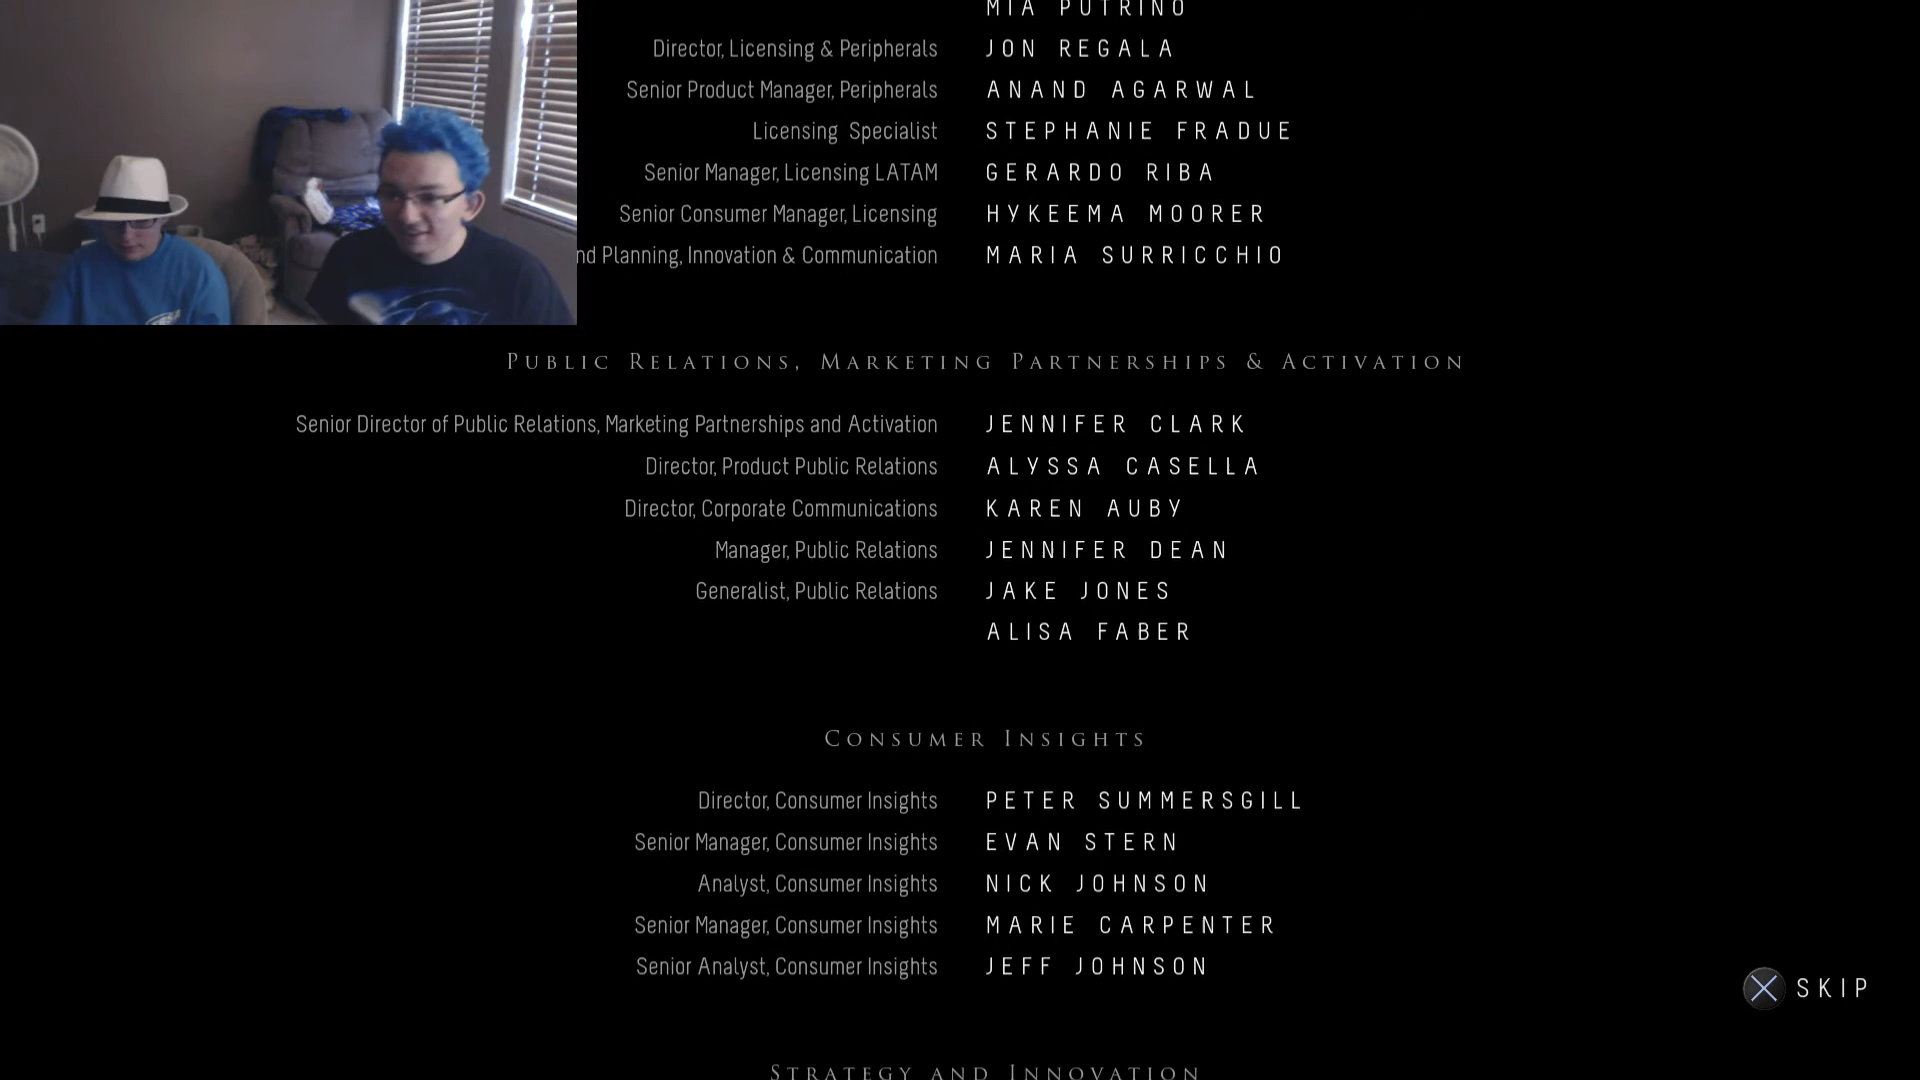 MIA PUTRINO
Director, Licensing & Peripherals JON REGALA
Senior Product Manager, Peripherals ANAND AGARWAL
Licensing Specialist STEPHANIE FRADUE
Senior Manager, Licensing LATAM GERARDO RIBA
Senior Consumer Manager, Licensing HYKEEMA MOORER
nd Planning, Innovation & Communication MARIA SURRICCHIO
PUBLIC RELATIONS, MARKETING PARTNERSHIPS & ACTIVATION
Senior Director of Public Relations, Marketing Partnerships and Activation JENNIFER CLARK
Director, Product Public Relations ALYSSA CASELLA
Director, Corporate Communications KAREN AUBY
Manager, Public Relations JENNIFER DEAN
Generalist, Public Relations JAKE JONES
ALISA FABER
CONSUMER INSIGHTS
Director, Consumer Insights PETER SUMMERSGILL
Senior Manager, Consumer Insights EVAN STERN
Analyst, Consumer Insights NICK JOHNSON
Senior Manager, Consumer Insights MARIE CARPENTER
Senior Analyst, Consumer Insights JEFF JOHNSON
SKIP
STRATEGY AND INNOVATION